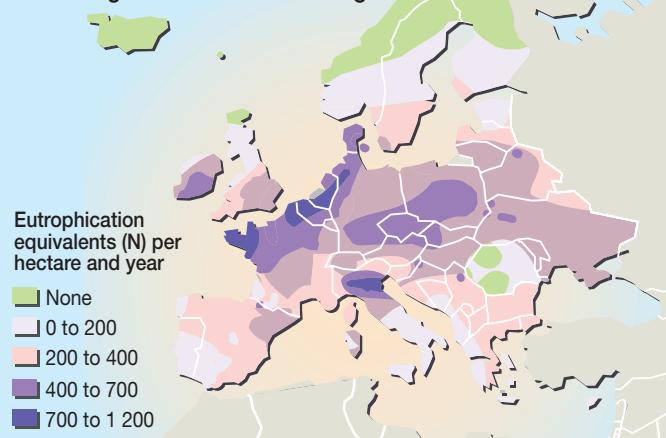 Eutrophication
equivalents (N) per
hectare and year
None
0 to 200
200 to 400
400 to 700
700 to 1 200